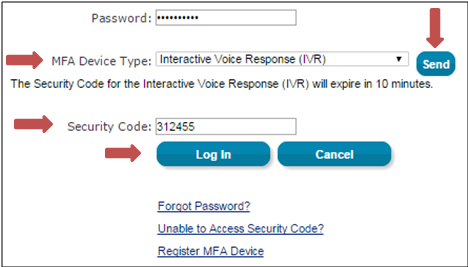 Password: ••••••••••
MFA Device Type: Interactive Voice Response (IVR) Send
The Security Code for the Interactive Voice Response (IVR) will expire in 10 minutes.
Security Code: 312455
Log In Cancel
Forgot Password?
Unable to Access Security Code?
Register MFA Device